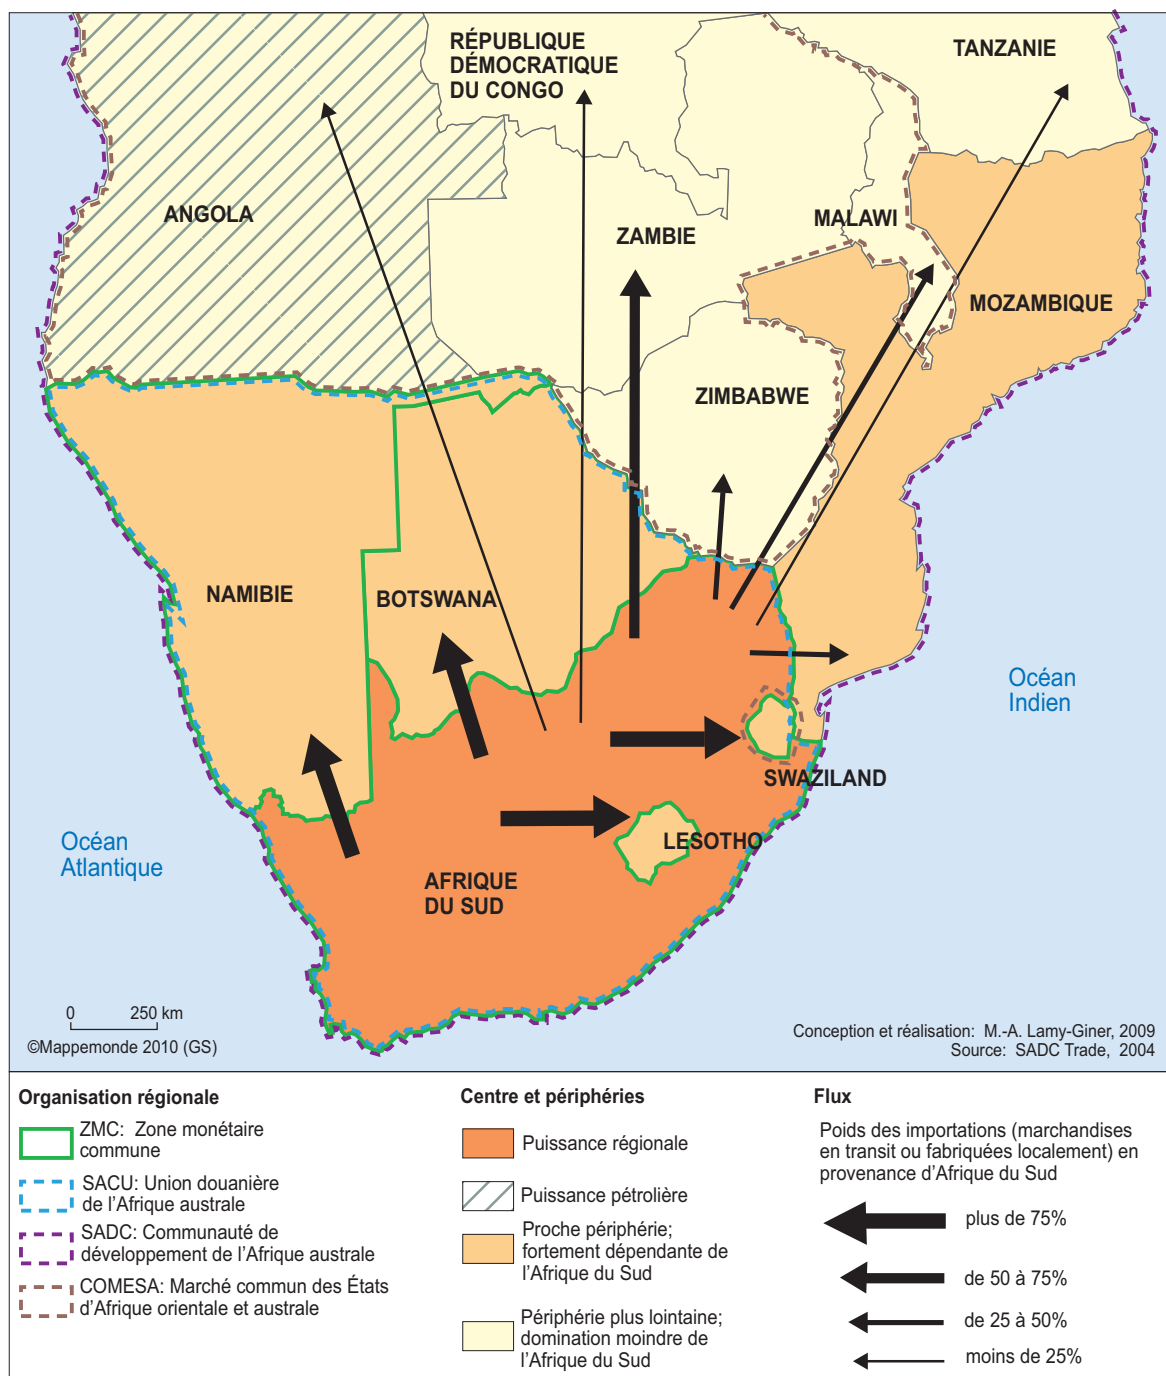 RÉPUBLIQUE
DÉMOCRATIQUE
DU CONGO
TANZANIE
ANGOLA
ZAMBIE
MALAWI
MOZAMBIQUE
ZIMBABWE
NAMIBIE
BOTSWANA
Océan
Indien
SWAZILAND
LESOTHO
Océan
Atlantique
AFRIQUE
DU SUD
0 250 km
©Mappemonde 2010 (GS)
Conception et réalisation: M.-A. Lamy-Giner, 2009
Source: SADC Trade, 2004
Organisation régionale
ZMC: Zone monétaire
commune
SACU: Union douanière
de l'Afrique australe
SADC: Communauté de
développement de l'Afrique australe
COMESA: Marché commun des États
d'Afrique orientale et australe
Centre et périphéries
Puissance régionale
Puissance pétrolière
Proche périphérie;
fortement dépendante de
l'Afrique du Sud
Périphérie plus lointaine;
domination moindre de
l'Afrique du Sud
Flux
Poids des importations (marchandises
en transit ou fabriquées localement) en
provenance d'Afrique du Sud
plus de 75%
de 50 à 75%
de 25 à 50%
moins de 25%